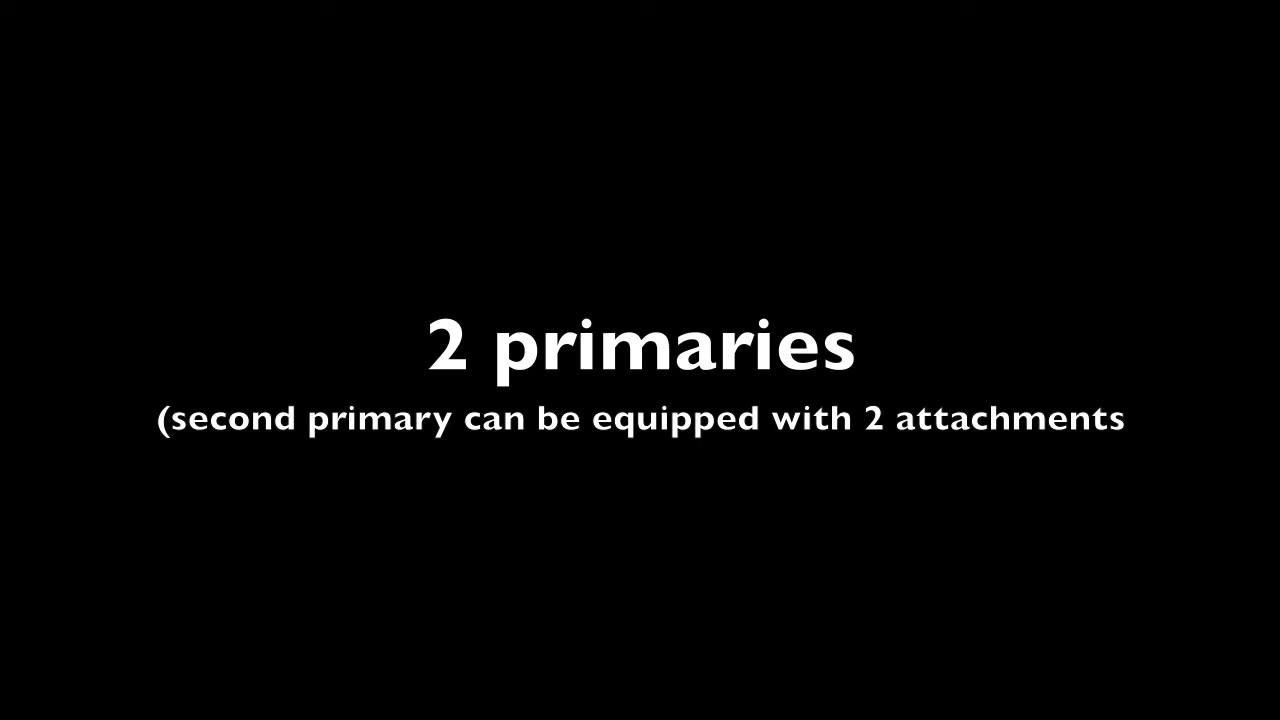 2 primaries
(second primary can be equipped with 2 attachments